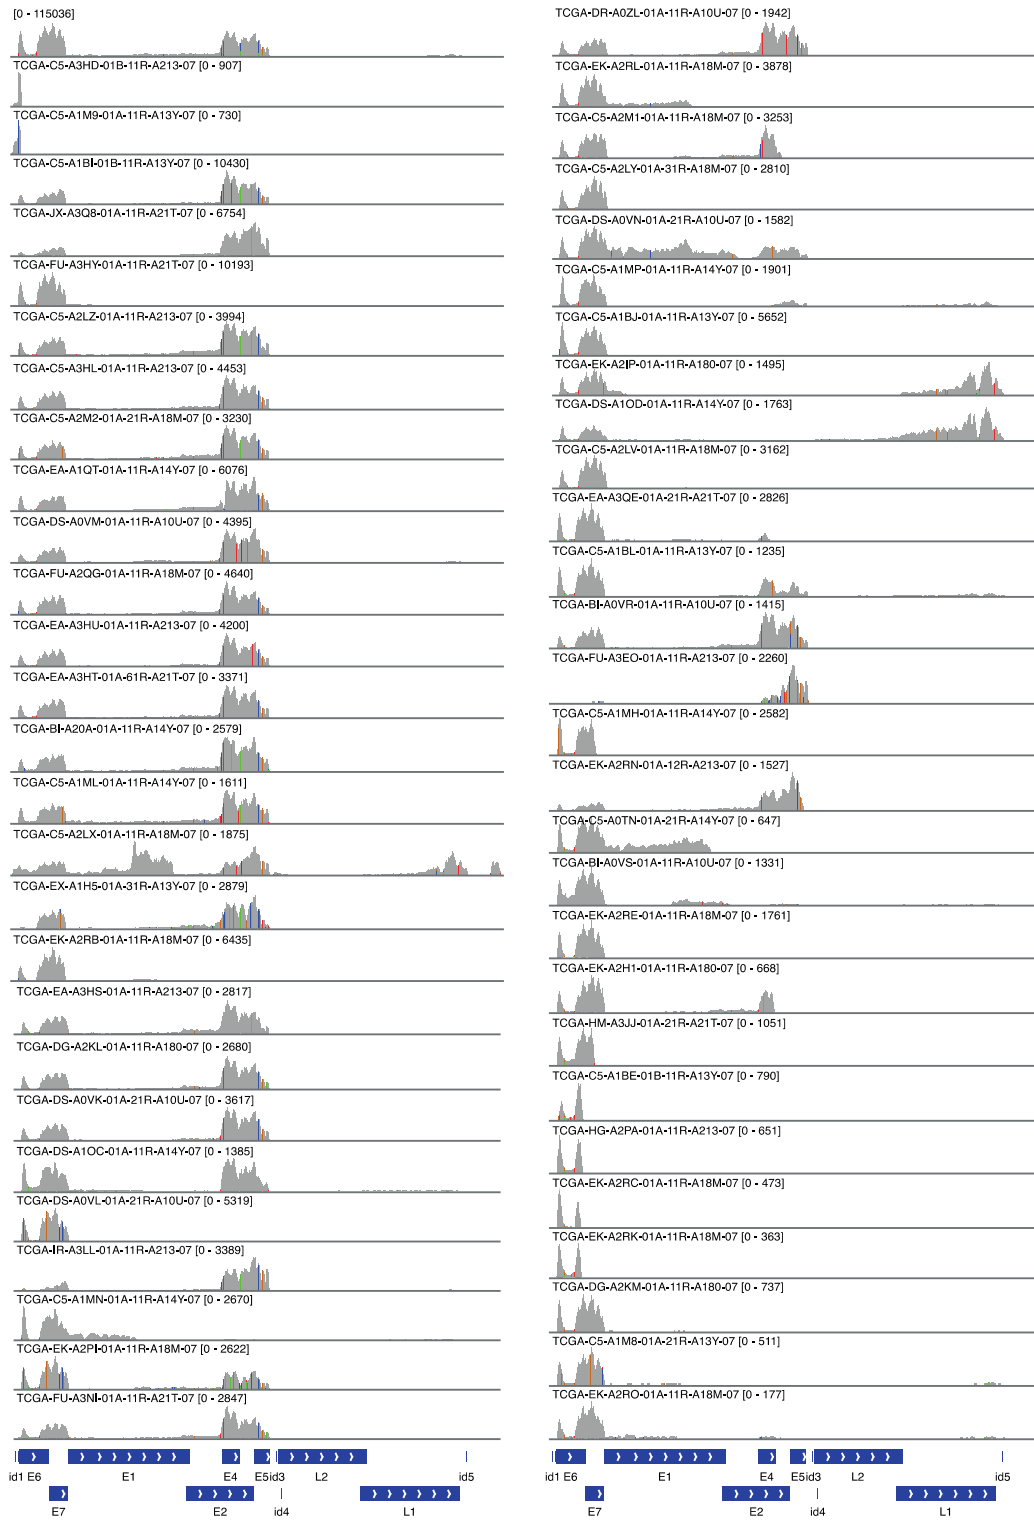 [0 - 115036]
TCGA-C5-A3HD-01B-11R-A213-07 [0 - 907]
TCGA-C5-A1M9-01A-11R-A13Y-07 [0 - 730]
TCGA-C5-A1BI-01B-11R-A13Y-07 [0 - 10430]
TCGA-JX-A3Q8-01A-11R-A21T-07 [0 - 6754]
TCGA-FU-A3HY-01A-11R-A21T-07 [0 - 10193]
TCGA-C5-A2LZ-01A-11R-A213-07 [0 - 3994]
TCGA-C5-A3HL-01A-11R-A213-07 [0 - 4453]
TCGA-C5-A2M2-01A-21R-A18M-07 [0 - 3230]
TCGA-EA-A1QT-01A-11R-A14Y-07 [0 - 6076]
TCGA-DS-A0VM-01A-11R-A10U-07 [0 - 4395]
TCGA-FU-A2QG-01A-11R-A18M-07 [0 - 4640]
TCGA-EA-A3HU-01A-11R-A213-07 [0 - 4200]
TCGA-EA-A3HT-01A-61R-A21T-07 [0 - 3371]
TCGA-BI-A20A-01A-11R-A14Y-07 [0 - 2579]
TCGA-C5-A1ML-01A-11R-A14Y-07 [0 - 1611]
TCGA-C5-A2LX-01A-11R-A18M-07 [0 - 1875]
TCGA-EX-A1H5-01A-31R-A13Y-07 [0 - 2879]
TCGA-EK-A2RB-01A-11R-A18M-07 [0 - 6435]
TCGA-EA-A3HS-01A-11R-A213-07 [0 - 2817]
TCGA-DG-A2KL-01A-11R-A180-07 [0 - 2680]
TCGA-DS-A0VK-01A-21R-A10U-07 [0 - 3617]
TCGA-DS-A1OC-01A-11R-A14Y-07 [0 - 1385]
TCGA-DS-A0VL-01A-21R-A10U-07 [0 - 5319]
TCGA-IR-A3LL-01A-11R-A213-07 [0 - 3389]
TCGA-C5-A1MN-01A-11R-A14Y-07 [0 - 2670]
TCGA-EK-A2PI-01A-11R-A18M-07 [0 - 2622]
TCGA-FU-A3NI-01A-11R-A21T-07 [0 - 2847]
id1 E6 E1 E4 E5 id3 L2 id5
E7 E2 id4 L1
TCGA-DR-A0ZL-01A-11R-A10U-07 [0 - 1942]
TCGA-EK-A2RL-01A-11R-A18M-07 [0 - 3878]
TCGA-C5-A2M1-01A-11R-A18M-07 [0 - 3253]
TCGA-C5-A2LY-01A-31R-A18M-07 [0 - 2810]
TCGA-DS-A0VN-01A-21R-A10U-07 [0 - 1582]
TCGA-C5-A1MP-01A-11R-A14Y-07 [0 - 1901]
TCGA-C5-A1BJ-01A-11R-A13Y-07 [0 - 5652]
TCGA-EK-A2IP-01A-11R-A180-07 [0 - 1495]
TCGA-DS-A1OD-01A-11R-A14Y-07 [0 - 1763]
TCGA-C5-A2LV-01A-11R-A18M-07 [0 - 3162]
TCGA-EA-A3QE-01A-21R-A21T-07 [0 - 2826]
TCGA-C5-A1BL-01A-11R-A13Y-07 [0 - 1235]
TCGA-BI-A0VR-01A-11R-A10U-07 [0 - 1415]
TCGA-FU-A3EO-01A-11R-A213-07 [0 - 2260]
TCGA-C5-A1MH-01A-11R-A14Y-07 [0 - 2582]
TCGA-EK-A2RN-01A-12R-A213-07 [0 - 1527]
TCGA-C5-A0TN-01A-21R-A14Y-07 [0 - 647]
TCGA-BI-A0VS-01A-11R-A10U-07 [0 - 1331]
TCGA-EK-A2RE-01A-11R-A18M-07 [0 - 1761]
TCGA-EK-A2H1-01A-11R-A180-07 [0 - 668]
TCGA-HM-A3JJ-01A-21R-A21T-07 [0 - 1051]
TCGA-C5-A1BE-01B-11R-A13Y-07 [0 - 790]
TCGA-HG-A2PA-01A-11R-A213-07 [0 - 651]
TCGA-EK-A2RC-01A-11R-A18M-07 [0 - 473]
TCGA-EK-A2RK-01A-11R-A18M-07 [0 - 363]
TCGA-DG-A2KM-01A-11R-A180-07 [0 - 737]
TCGA-C5-A1M8-01A-21R-A13Y-07 [0 - 511]
TCGA-EK-A2RO-01A-11R-A18M-07 [0 - 177]
id1 E6 E1 E4 E5 id3 L2 id5
E7 E2 id4 L1